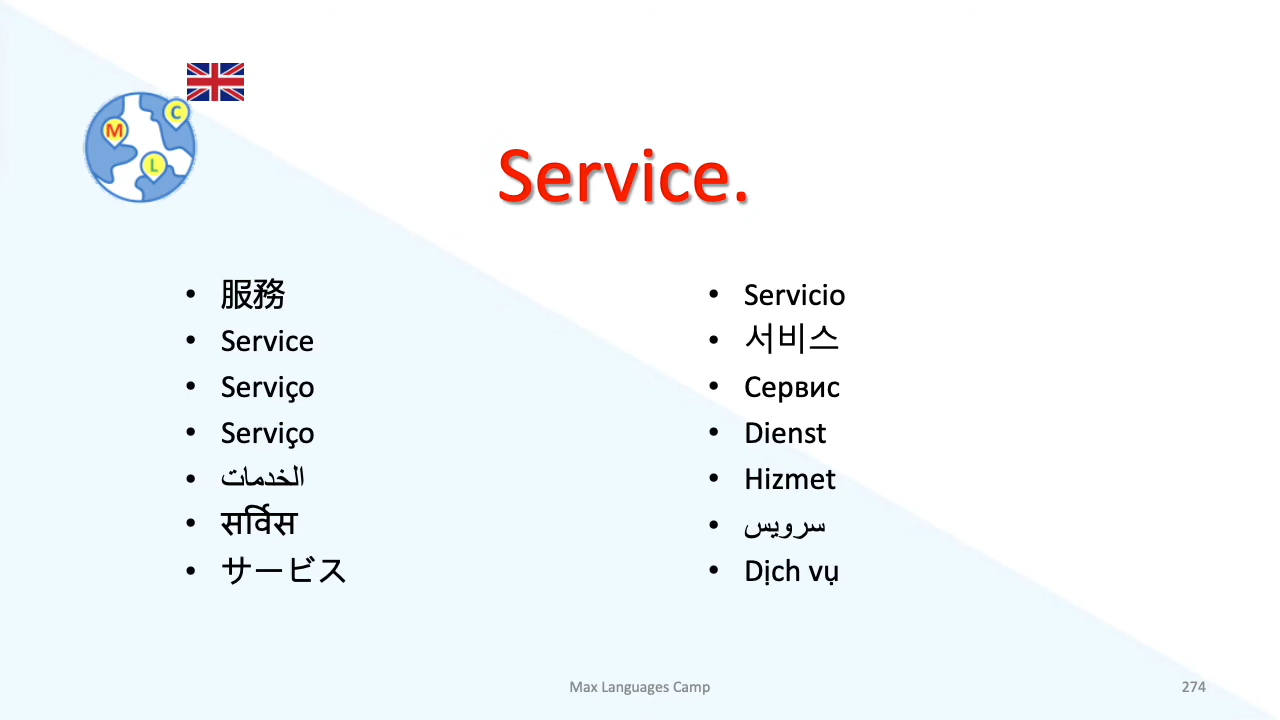 M
C
L
Service.
服務
Service
Serviço
Serviço
الخدمات
सर्विस
サービス
Servicio
서비스
Сервис
Dienst
Hizmet
سرویس
Dịch vụ
Max Languages Camp
274